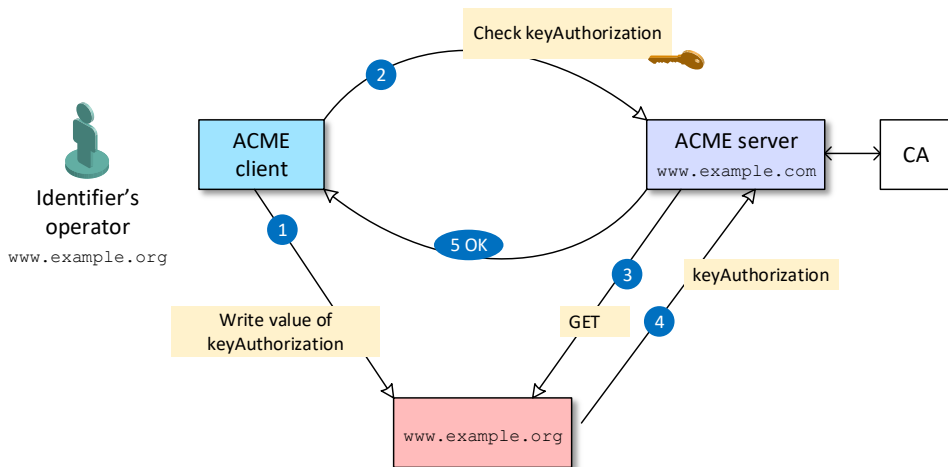 Check keyAuthorization
2
ACME
client
ACME server
www.example.com
CA
Identifier’s
operator
www.example.org
1
5 OK
3
keyAuthorization
Write value of
keyAuthorization
GET
4
www.example.org